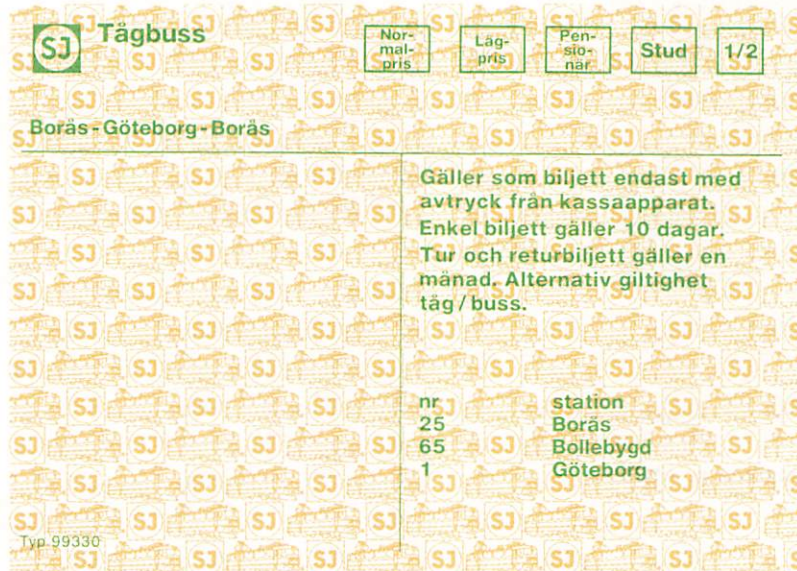 SJ Tågbuss
Nor-
mal-
pris
Låg-
pris
Pen-
sio-
när
Stud
1/2
Borås - Göteborg - Borås
Gäller som biljett endast med
avtryck från kassaapparat.
Enkel biljett gäller 10 dagar.
Tur och returbiljett gäller en
månad. Alternativ giltighet
tåg / buss.
nr station
25 Borås
65 Bollebygd
1 Göteborg
Typ 99330